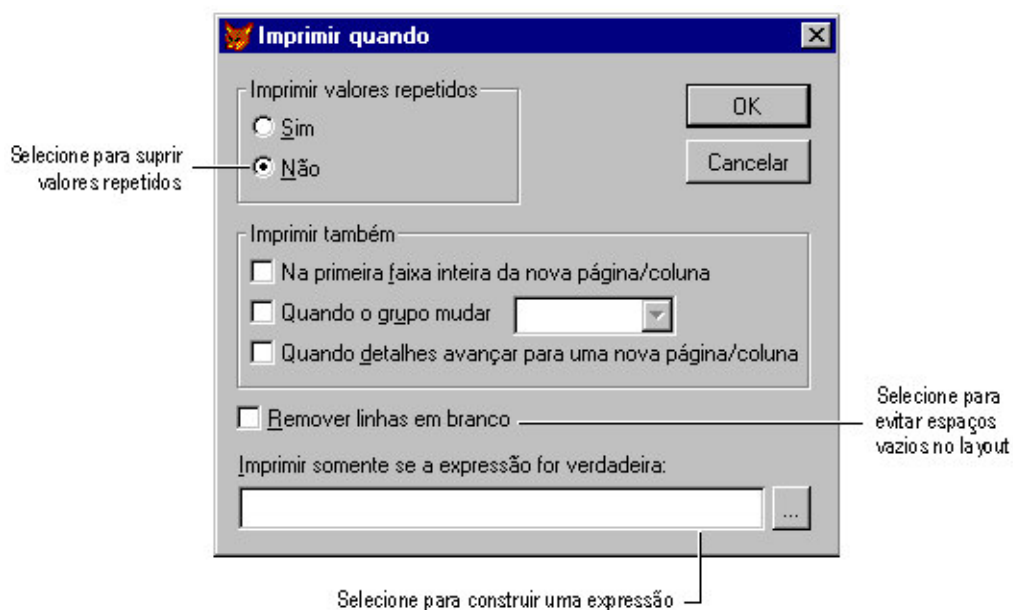 Imprimir quando
Imprimir valores repetidos
Sim
Não
OK
Cancelar
Selecione para suprir
valores repetidos
Imprimir também
Na primeira faixa inteira da nova página/coluna
Quando o grupo mudar
Quando detalhes avançar para uma nova página/coluna
Remover linhas em branco
Selecione para
evitar espaços
vazios no layout
Imprimir somente se a expressão for verdadeira:
...
Selecione para construir uma expressão